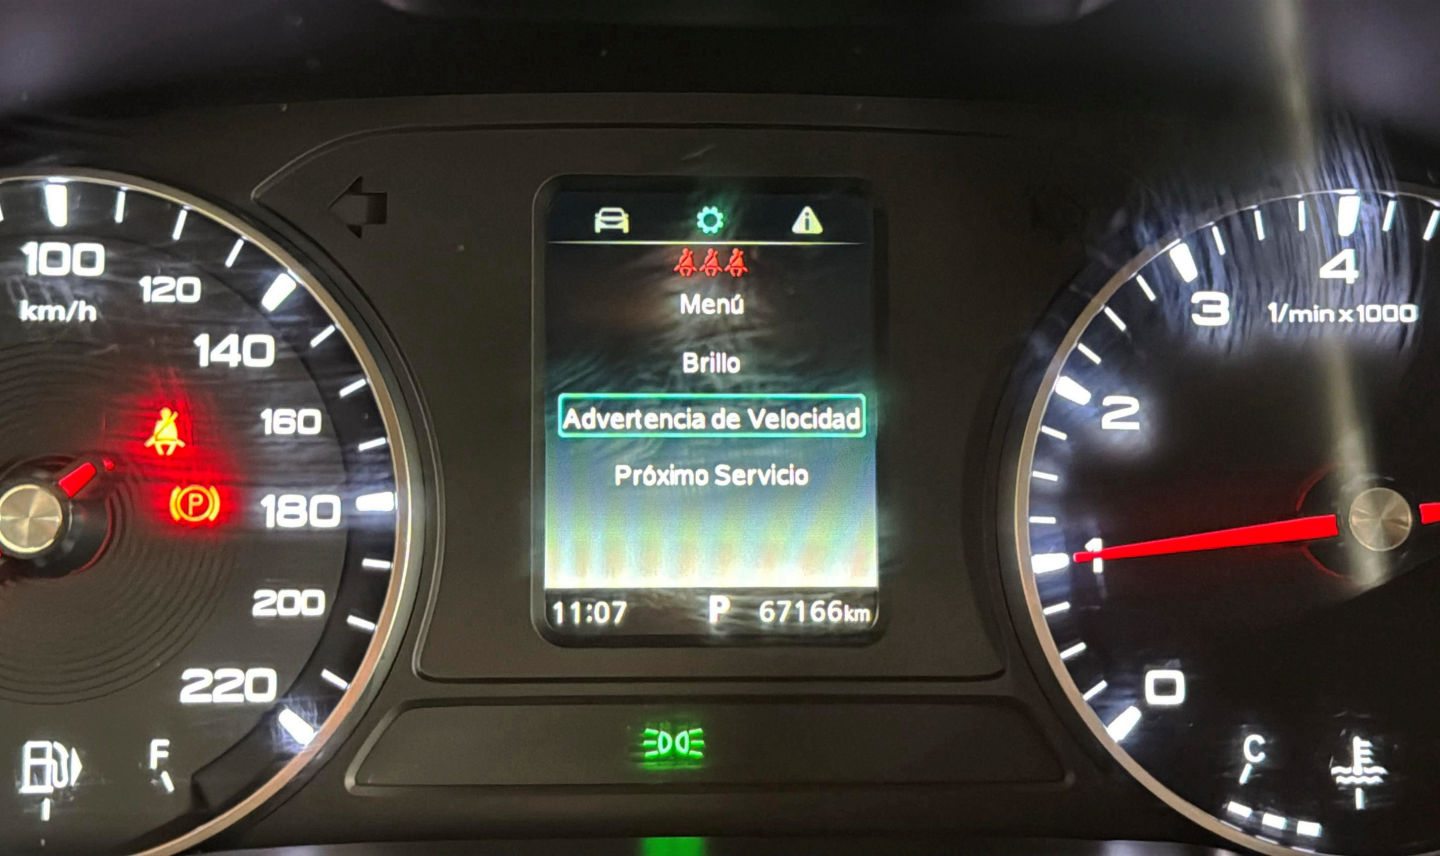 100
km/h
120
140
160
180
200
220
F
Menú
Brillo
Advertencia de Velocidad
Próximo Servicio
11:07 P 67166km
4
3
1/min x 1000
2
1
0
C
P